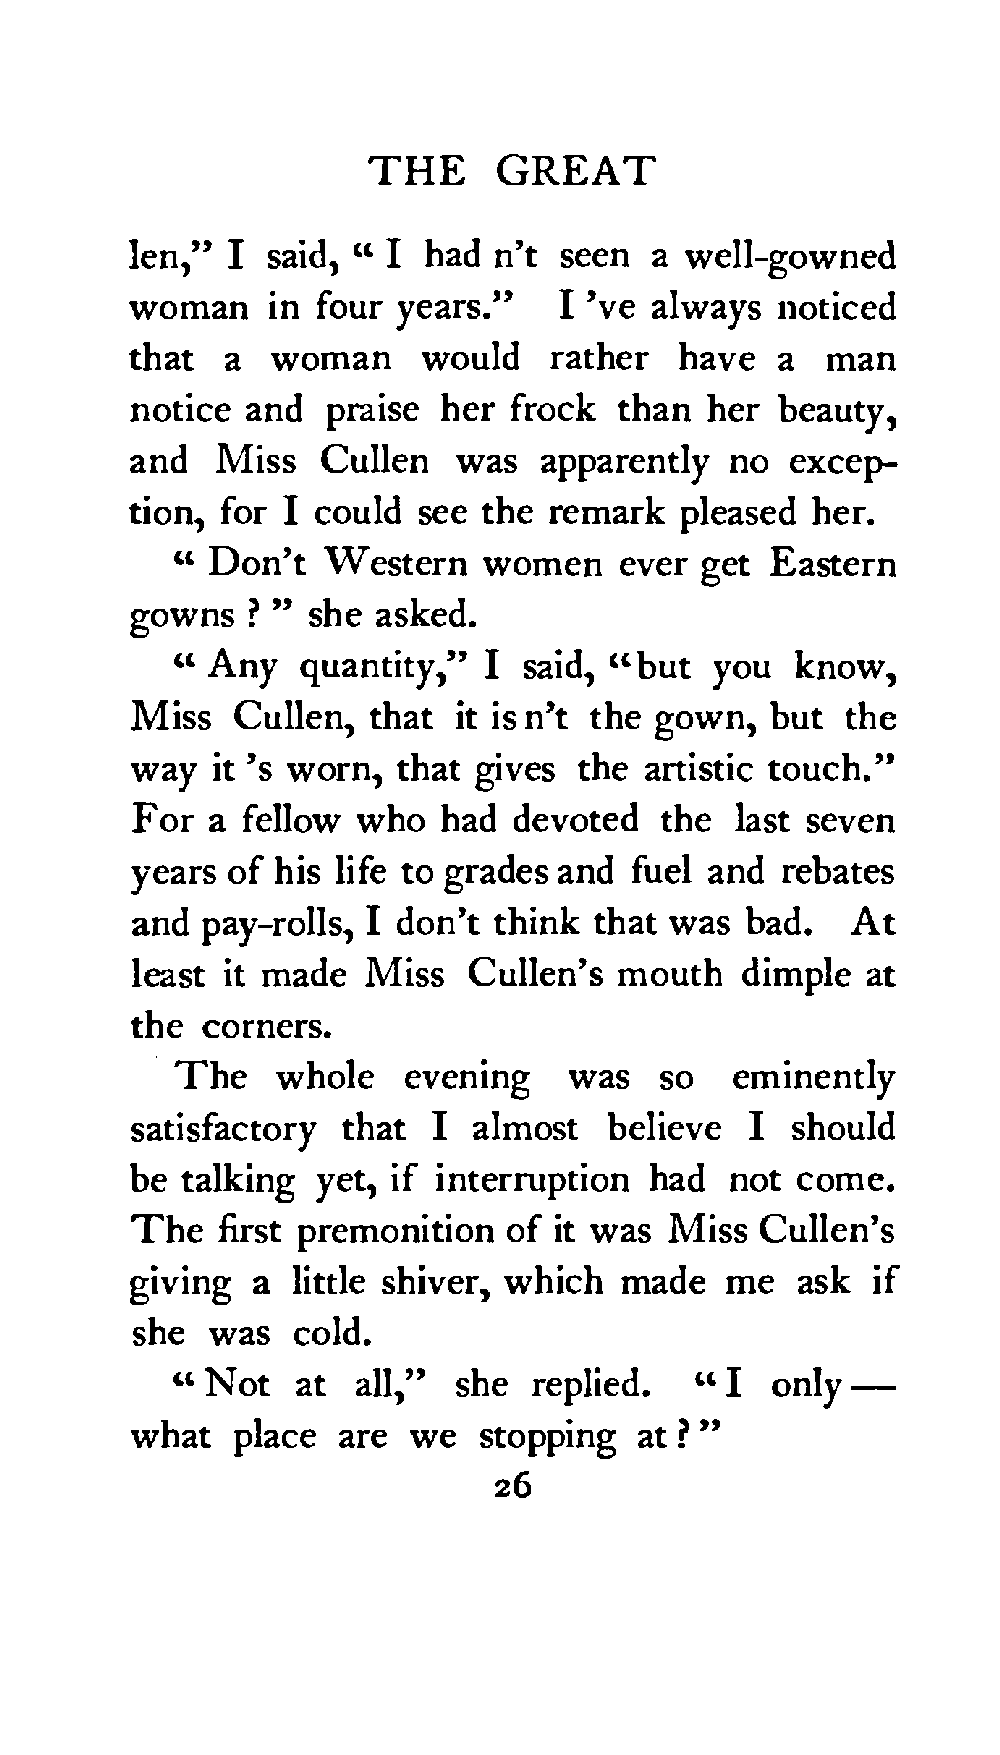 THE GREAT
len,” I said, “ I had n’t seen a well-gowned
woman in four years.” I ’ve always noticed
that a woman would rather have a man
notice and praise her frock than her beauty,
and Miss Cullen was apparently no excep-
tion, for I could see the remark pleased her.
“ Don’t Western women ever get Eastern
gowns ? ” she asked.
“ Any quantity,” I said, “but you know,
Miss Cullen, that it is n’t the gown, but the
way it ’s worn, that gives the artistic touch.”
For a fellow who had devoted the last seven
years of his life to grades and fuel and rebates
and pay-rolls, I don’t think that was bad. At
least it made Miss Cullen’s mouth dimple at
the corners.
The whole evening was so eminently
satisfactory that I almost believe I should
be talking yet, if interruption had not come.
The first premonition of it was Miss Cullen’s
giving a little shiver, which made me ask if
she was cold.
“ Not at all,” she replied. “ I only —
what place are we stopping at ? ”
26